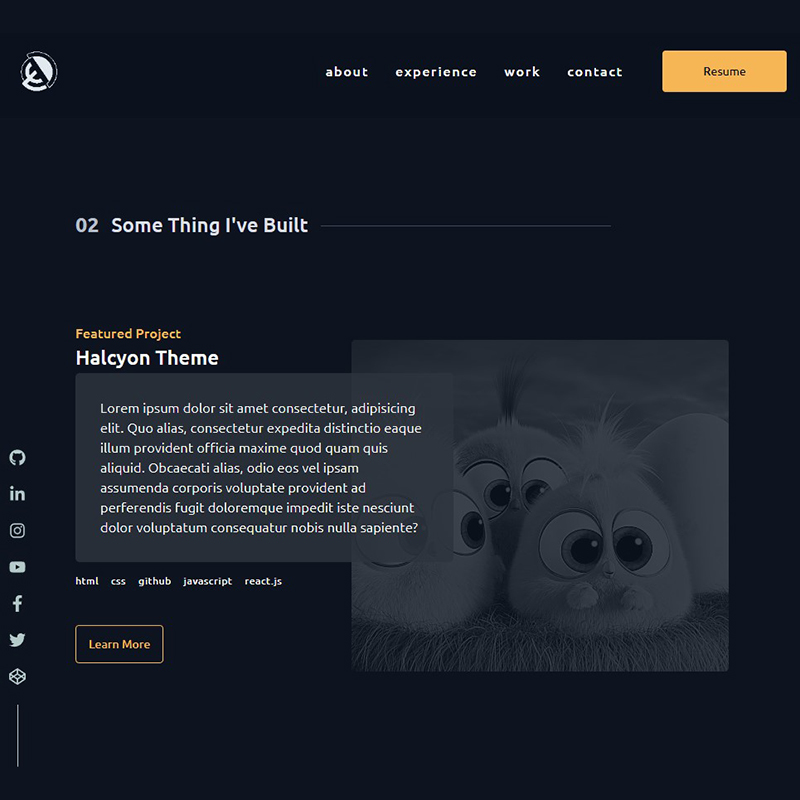 about experience work contact Resume
02 Some Thing I've Built
Featured Project
Halcyon Theme
Lorem ipsum dolor sit amet consectetur, adipisicing
elit. Quo alias, consectetur expedita distinctio eaque
illum provident officia maxime quod quam quis
aliquid. Obcaecati alias, odio eos vel ipsam
assumenda corporis voluptate provident ad
perferendis fugit doloremque impedit iste nesciunt
dolor voluptatum consequatur nobis nulla sapiente?
html css github javascript react.js
Learn More